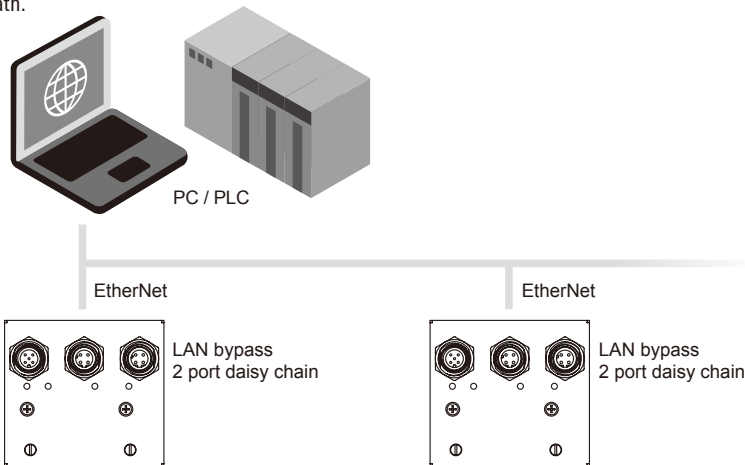 PC / PLC
EtherNet
EtherNet
LAN bypass
2 port daisy chain
LAN bypass
2 port daisy chain